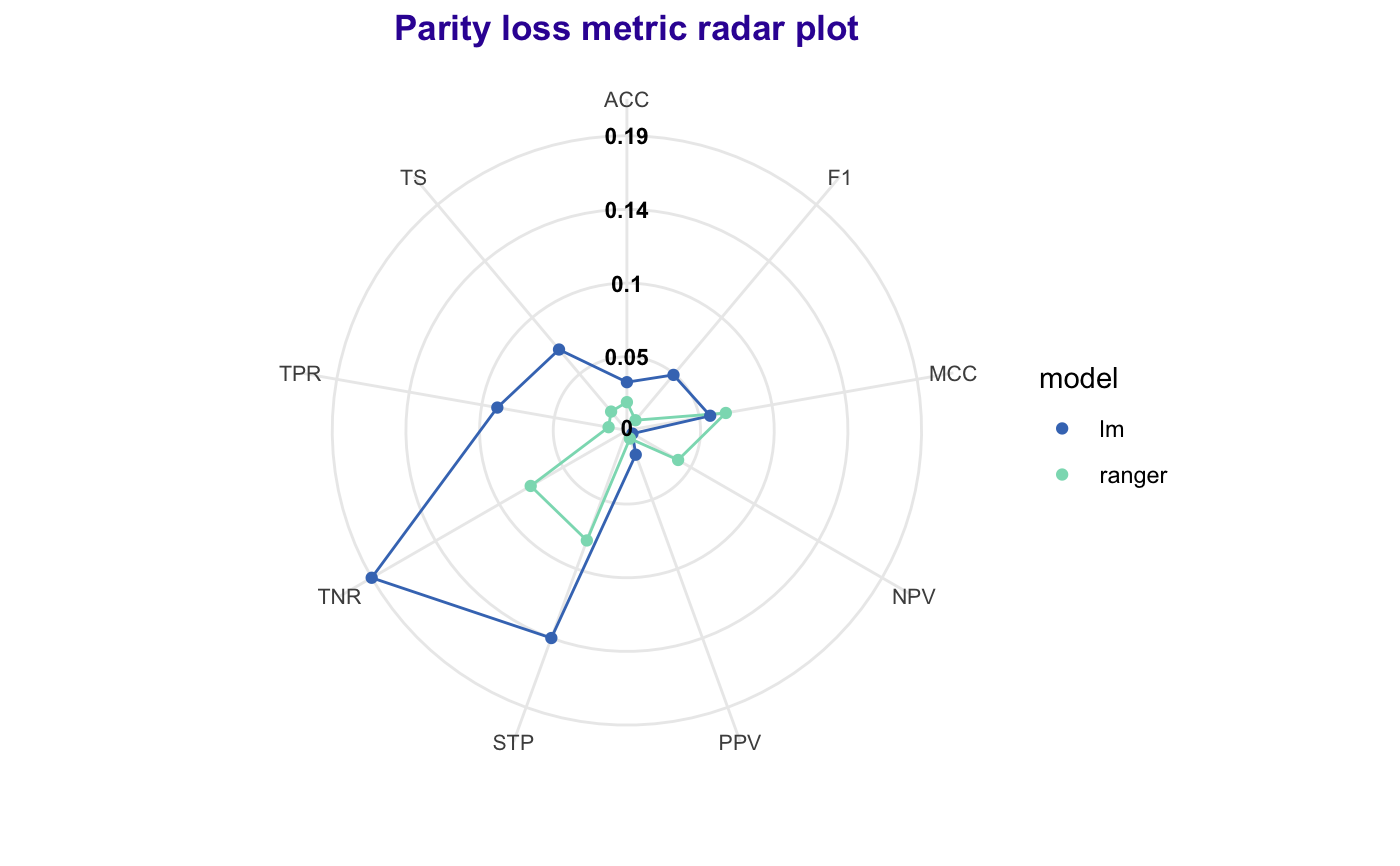 Parity loss metric radar plot
ACC
0.19
TS
F1
0.14
0.1
0.05
TPR
MCC
model
0
lm
ranger
TNR
NPV
STP
PPV